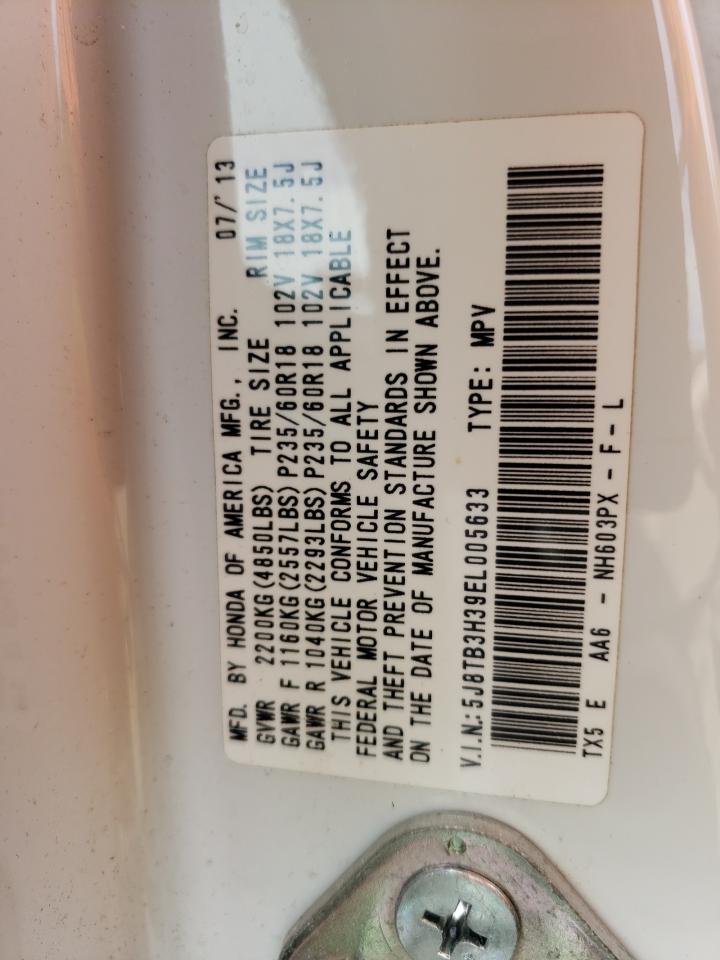 MFD. BY HONDA OF AMERICA MFG., INC. 07/'13
GVWR 2200KG(4850LBS) TIRE SIZE RIM SIZE
GAWR F 1160KG(2557LBS)P235/60R18 102V 18X7.5J
GAWR R 1040KG(2293LBS)P235/60R18 102V 18X7.5J
THIS VEHICLE CONFORMS TO ALL APPLICABLE
FEDERAL MOTOR VEHICLE SAFETY
AND THEFT PREVENTION STANDARDS IN EFFECT
ON THE DATE OF MANUFACTURE SHOWN ABOVE.
V.I.N.:5J8TB3H39EL005633 TYPE: MPV
TX5 E AA6 - NH603PX - F - L